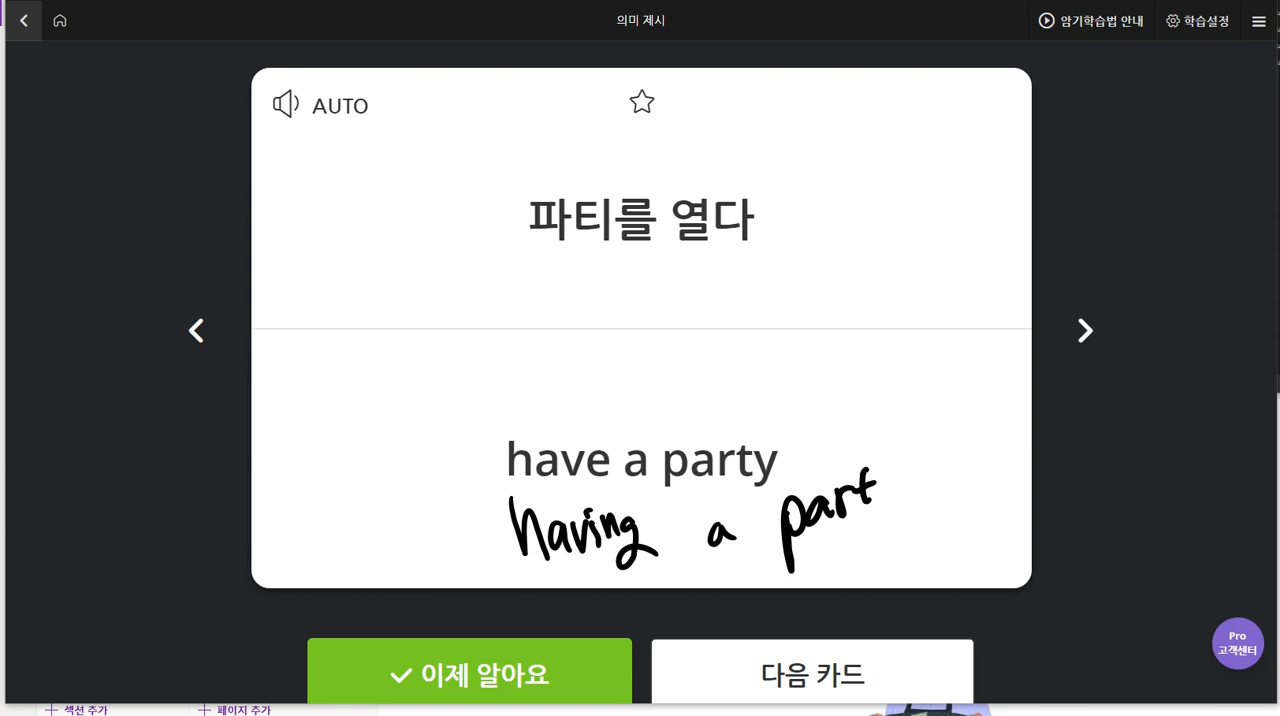 의미 제시
암기학습법 안내
학습설정
AUTO
파티를 열다
have a party
having a part
이제 알아요
다음 카드
Pro
고객센터
섹션 추가
페이지 추가